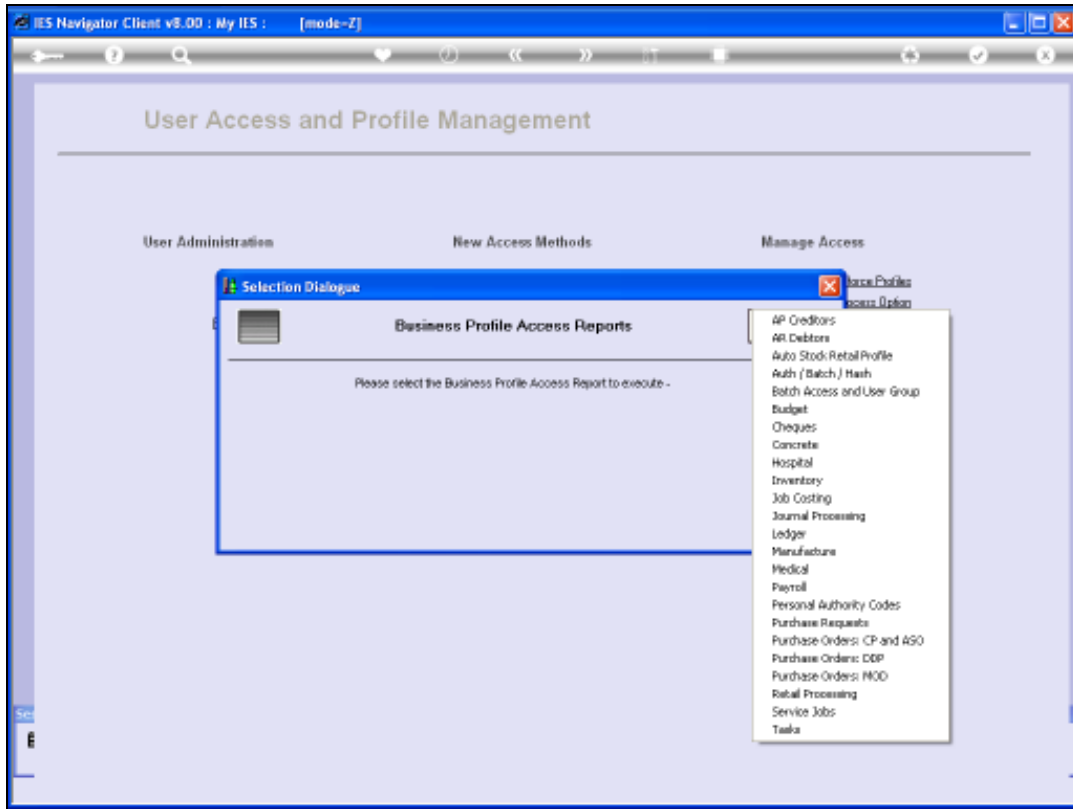 IES Navigator Client v8.00 : My IES :    [mode=Z]
User Access and Profile Management
User Administration
New Access Methods
Manage Access
Selection Dialogue
Business Profile Access Reports
Please select the Business Profile Access Report to execute -
Profiles
Option
AP Creditors
AR Debtors
Auto Stock Retail Profile
Auth / Batch / Hash
Batch Access and User Group
Budget
Cheques
Concrete
Hospital
Inventory
Job Costing
Journal Processing
Ledger
Manufacture
Medical
Payroll
Personal Authority Codes
Purchase Requests
Purchase Orders: CP and ASO
Purchase Orders: DDP
Purchase Orders: MOD
Retail Processing
Service Jobs
Tasks